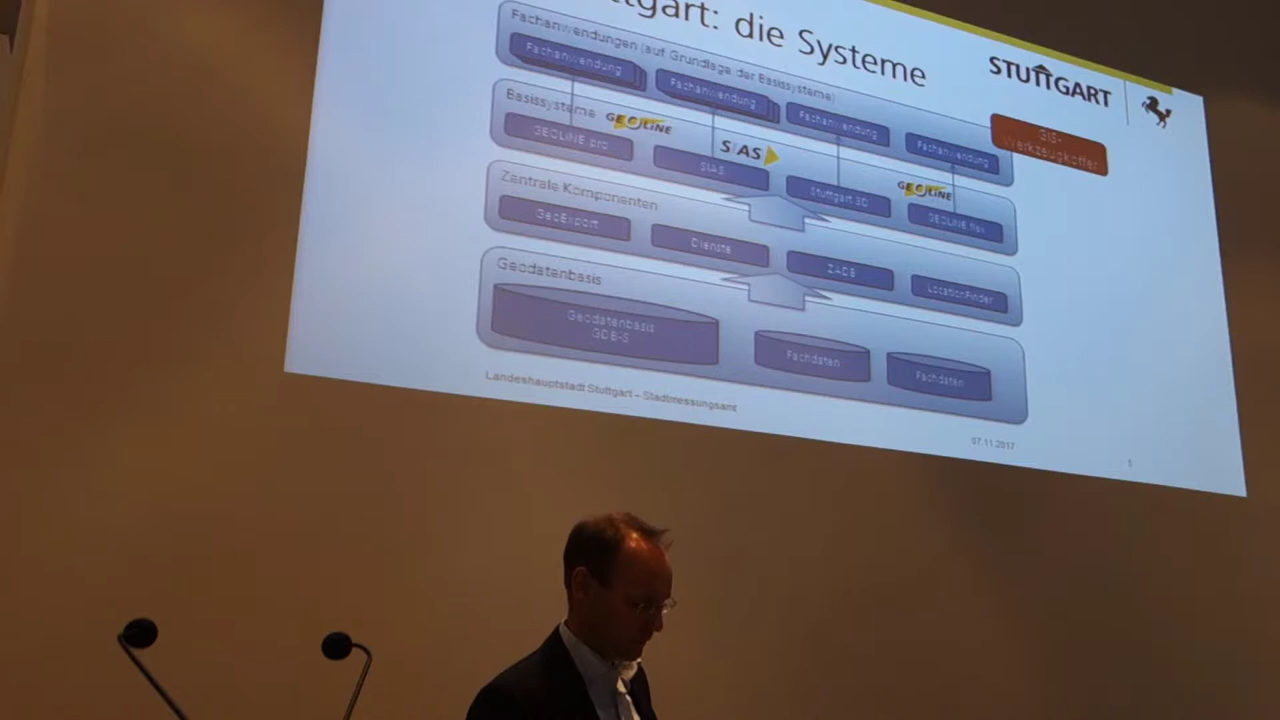 ttgart: die Systeme
STUTTGART
Fachanwendungen (auf Grundlage der Basissysteme)
Fachanwendung
Fachanwendung
Fachanwendung
Fachanwendung
GIS-
Werkzeugkoffer
Basissysteme
GEOLINE
SIAS
GEOLINE
GEOLINE.pro
SIAS
Stuttgart 3D
GEOLINE.flex
Zentrale Komponenten
GeoExport
Dienste
ZADB
LocationFinder
Geodatenbasis
Geodatenbasis
GDB-S
Fachdaten
Fachdaten
Landeshauptstadt Stuttgart – Stadtmessungsamt
07.11.2017